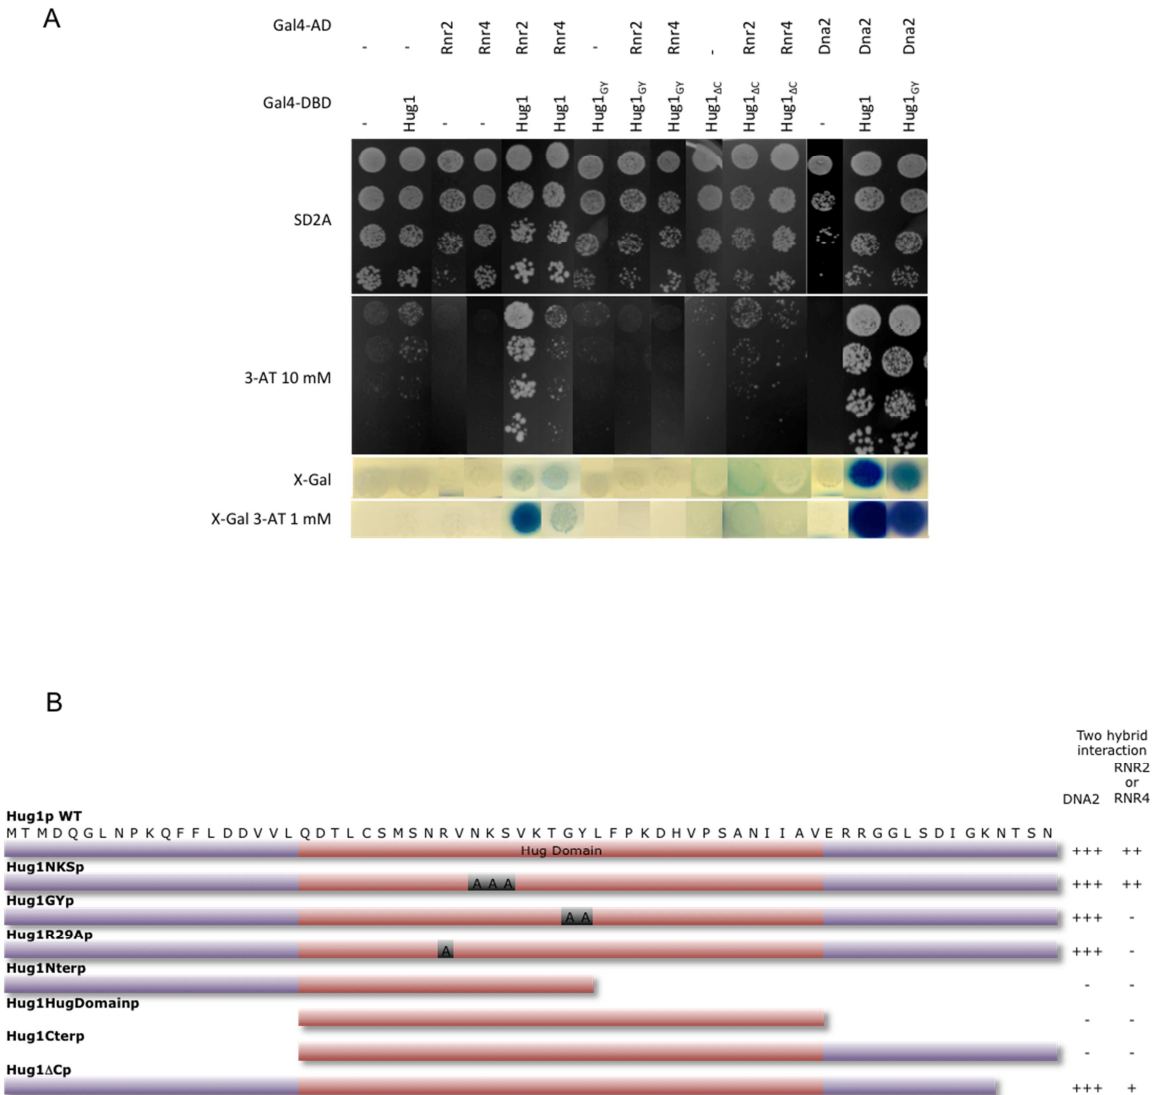 A
Gal4-AD - - Rnr2 Rnr4 Rnr2 Rnr4 - Rnr2 Rnr4 - Rnr2 Rnr4 Dna2 Dna2 Dna2
Gal4-DBD - Hug1 - - Hug1 Hug1 Hug1GY Hug1GY Hug1GY Hug1ΔC Hug1ΔC Hug1ΔC - Hug1 Hug1GY
SD2A
3-AT 10 mM
X-Gal
X-Gal 3-AT 1 mM
B
Two hybrid
interaction
RNR2
or
DNA2 RNR4
Hug1p WT
M T M D Q G L N P K Q F F L D D V V L Q D T L C S M S N R V N K S V K T G Y L F P K D H V P S A N I I A V E R R G G L S D I G K N T S N
Hug Domain +++ ++
Hug1NKSp
A A A +++ ++
Hug1GYp
A A +++ -
Hug1R29Ap
A +++ -
Hug1Nterp
- -
Hug1HugDomainp
- -
Hug1Cterp
- -
Hug1ΔCp
+++ +